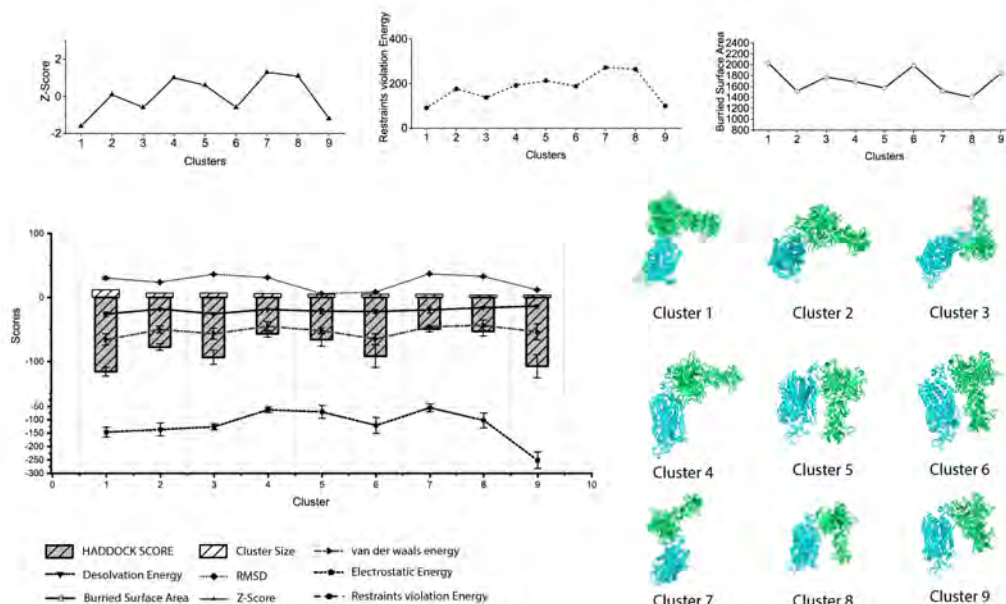 Z-Score
2
0
-2
1 2 3 4 5 6 7 8 9
Clusters
Restraints violation Energy
400
200
0
1 2 3 4 5 6 7 8 9
Clusters
Burried Surface Area
2400
2200
2000
1800
1600
1400
1200
1000
800
1 2 3 4 5 6 7 8 9
Clusters
Scores
100
0
-100
-50
-100
-150
-200
-250
-300
0 1 2 3 4 5 6 7 8 9 10
Cluster
HADDOCK SCORE
Cluster Size
van der waals energy
Desolvation Energy
RMSD
Electrostatic Energy
Burried Surface Area
Z-Score
Restraints violation Energy
Cluster 1
Cluster 2
Cluster 3
Cluster 4
Cluster 5
Cluster 6
Cluster 7
Cluster 8
Cluster 9